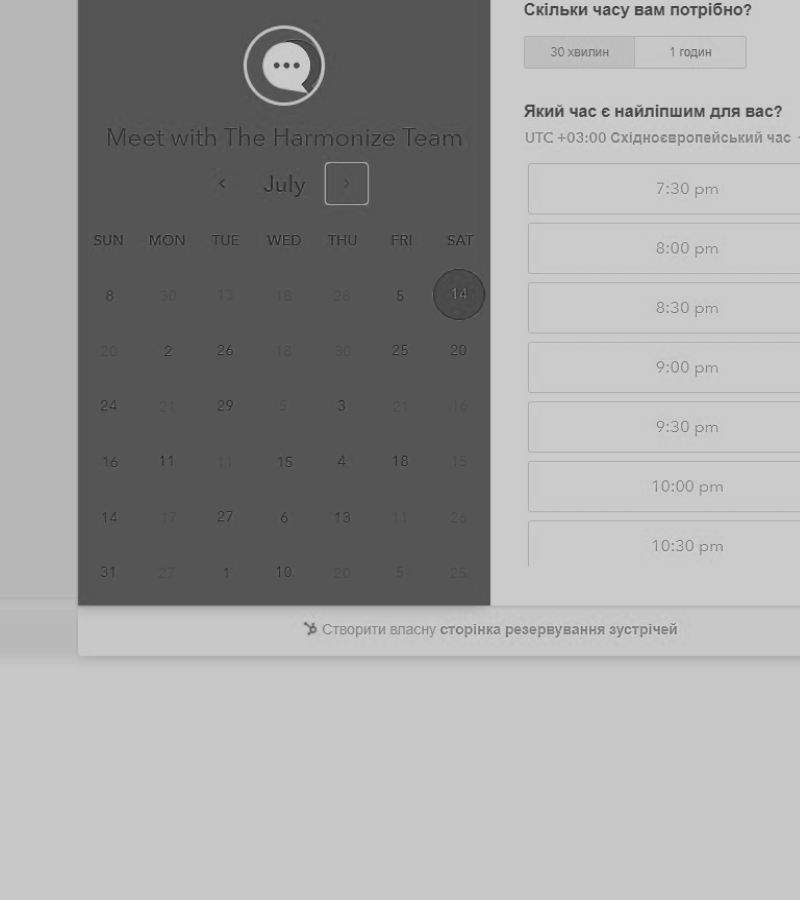 Meet with The Harmonize Team
July
SUN MON TUE WED THU FRI SAT
8 30 13 18 28 5 14
20 2 26 18 30 25 20
24 21 29 5 3 21 16
16 11 11 15 4 18 15
14 17 27 6 13 11 26
31 27 1 10 20 5 25
Скільки часу вам потрібно?
30 хвилин 1 годин
Який час є найліпшим для вас?
UTC +03:00 Східноєвропейський час
7:30 pm
8:00 pm
8:30 pm
9:00 pm
9:30 pm
10:00 pm
10:30 pm
Створити власну сторінка резервування зустрічей